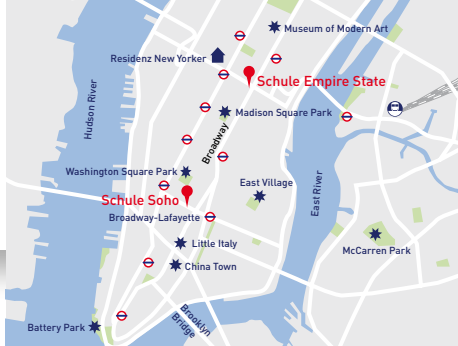 Museum of Modern Art
Residenz New Yorker
Schule Empire State
Hudson River
Madison Square Park
Broadway
Washington Square Park
East Village
East River
Schule Soho
Broadway-Lafayette
Little Italy
McCarren Park
China Town
Brooklyn
Bridge
Battery Park